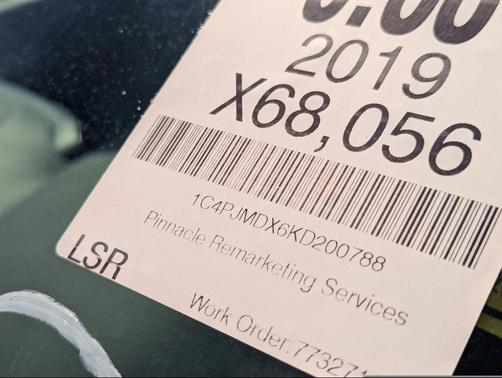 2019
X68,056
1C4PJMDX6KD200788
Pinnacle Remarketing Services
LSR
Work Order:77327